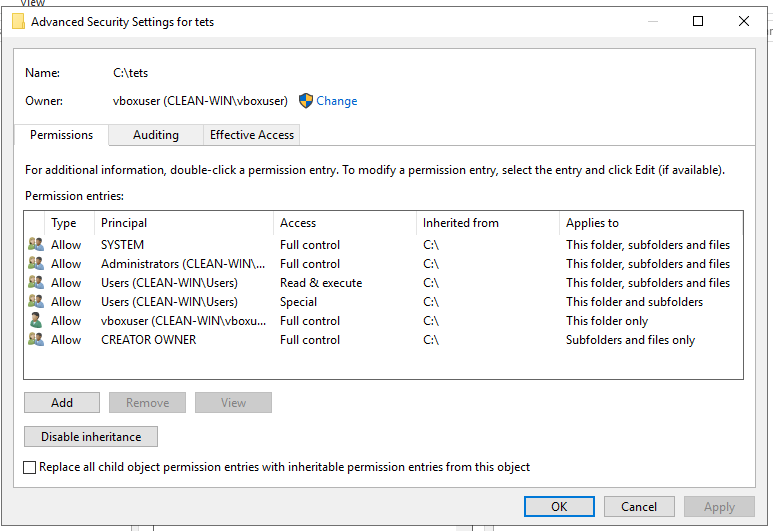 View
Advanced Security Settings for tets
Name: C:\tets
Owner: vboxuser (CLEAN-WIN\vboxuser) Change
Permissions Auditing Effective Access
For additional information, double-click a permission entry. To modify a permission entry, select the entry and click Edit (if available).
Permission entries:
Type Principal Access Inherited from Applies to
Allow SYSTEM Full control C:\ This folder, subfolders and files
Allow Administrators (CLEAN-WIN\... Full control C:\ This folder, subfolders and files
Allow Users (CLEAN-WIN\Users) Read & execute C:\ This folder, subfolders and files
Allow Users (CLEAN-WIN\Users) Special C:\ This folder and subfolders
Allow vboxuser (CLEAN-WIN\vboxu... Full control C:\ This folder only
Allow CREATOR OWNER Full control C:\ Subfolders and files only
Add Remove View
Disable inheritance
Replace all child object permission entries with inheritable permission entries from this object
OK Cancel Apply